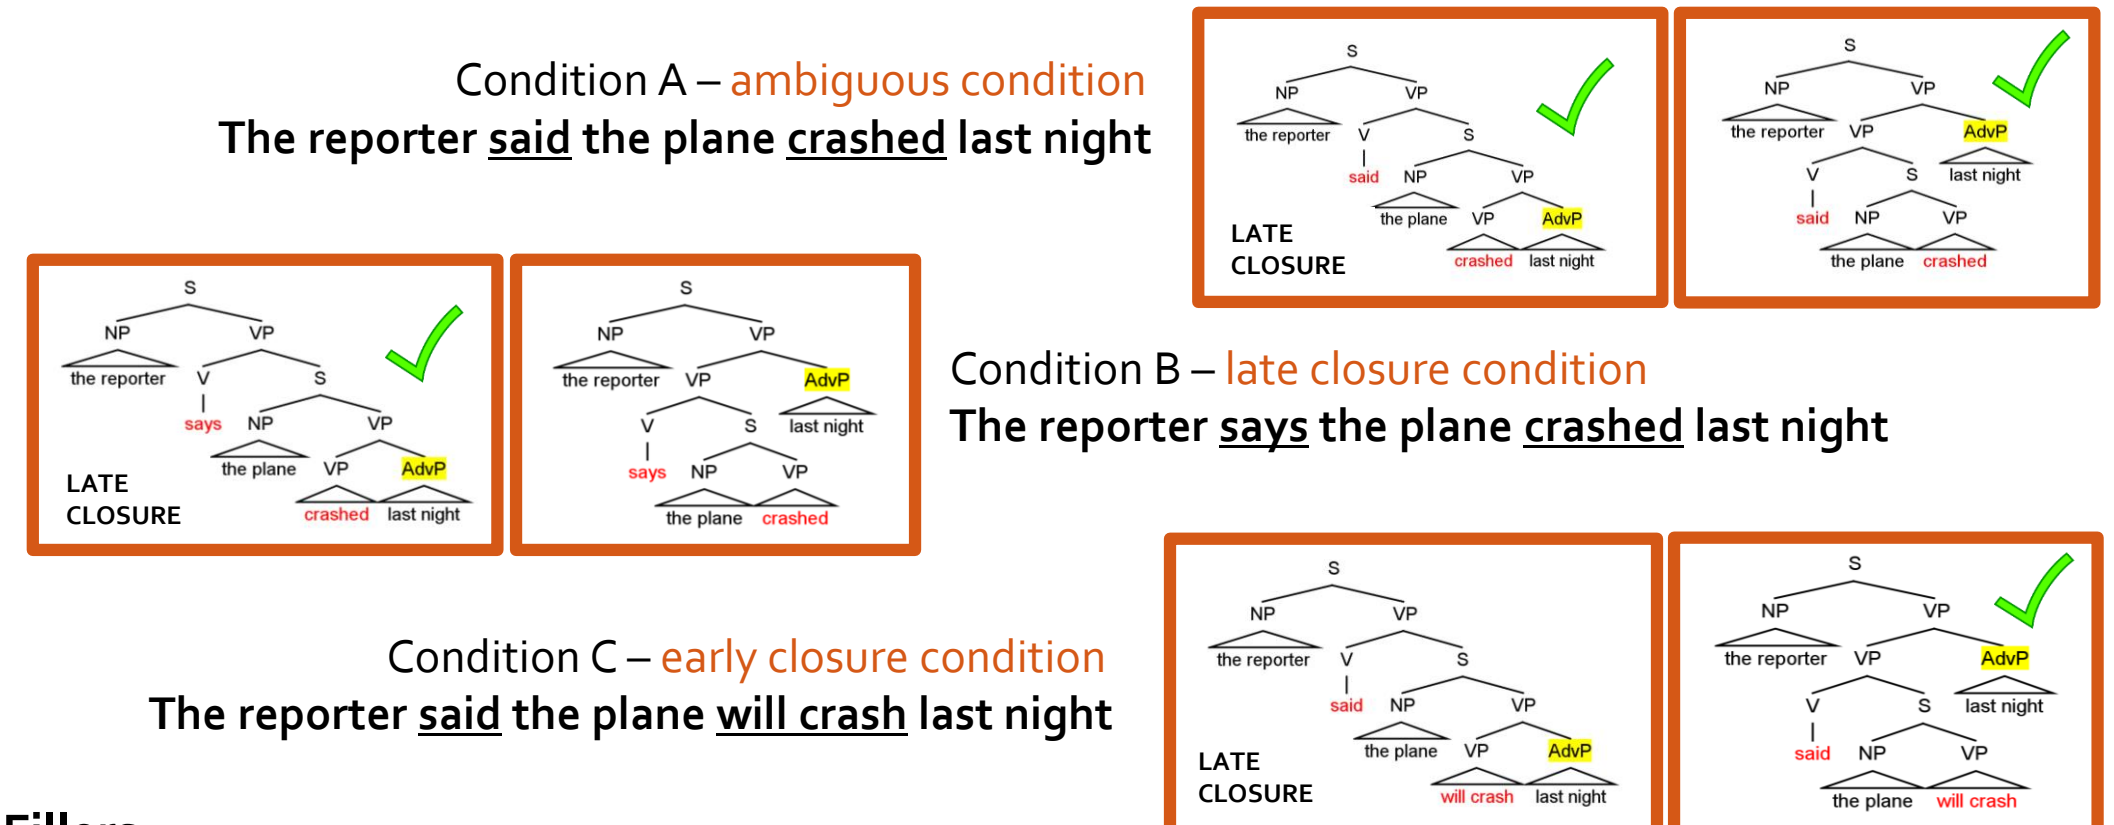 Condition A – ambiguous condition
The reporter said the plane crashed last night
S
NP VP
the reporter V S
said NP VP
the plane VP AdvP
crashed last night
LATE
CLOSURE
S
NP VP
the reporter VP AdvP
V S last night
said NP VP
the plane crashed
S
NP VP
the reporter V S
says NP VP
the plane VP AdvP
crashed last night
LATE
CLOSURE
S
NP VP
the reporter VP AdvP
V S last night
says NP VP
the plane crashed
Condition B – late closure condition
The reporter says the plane crashed last night
Condition C – early closure condition
The reporter said the plane will crash last night
S
NP VP
the reporter V S
said NP VP
the plane VP AdvP
will crash last night
LATE
CLOSURE
S
NP VP
the reporter VP AdvP
V S last night
said NP VP
the plane will crash